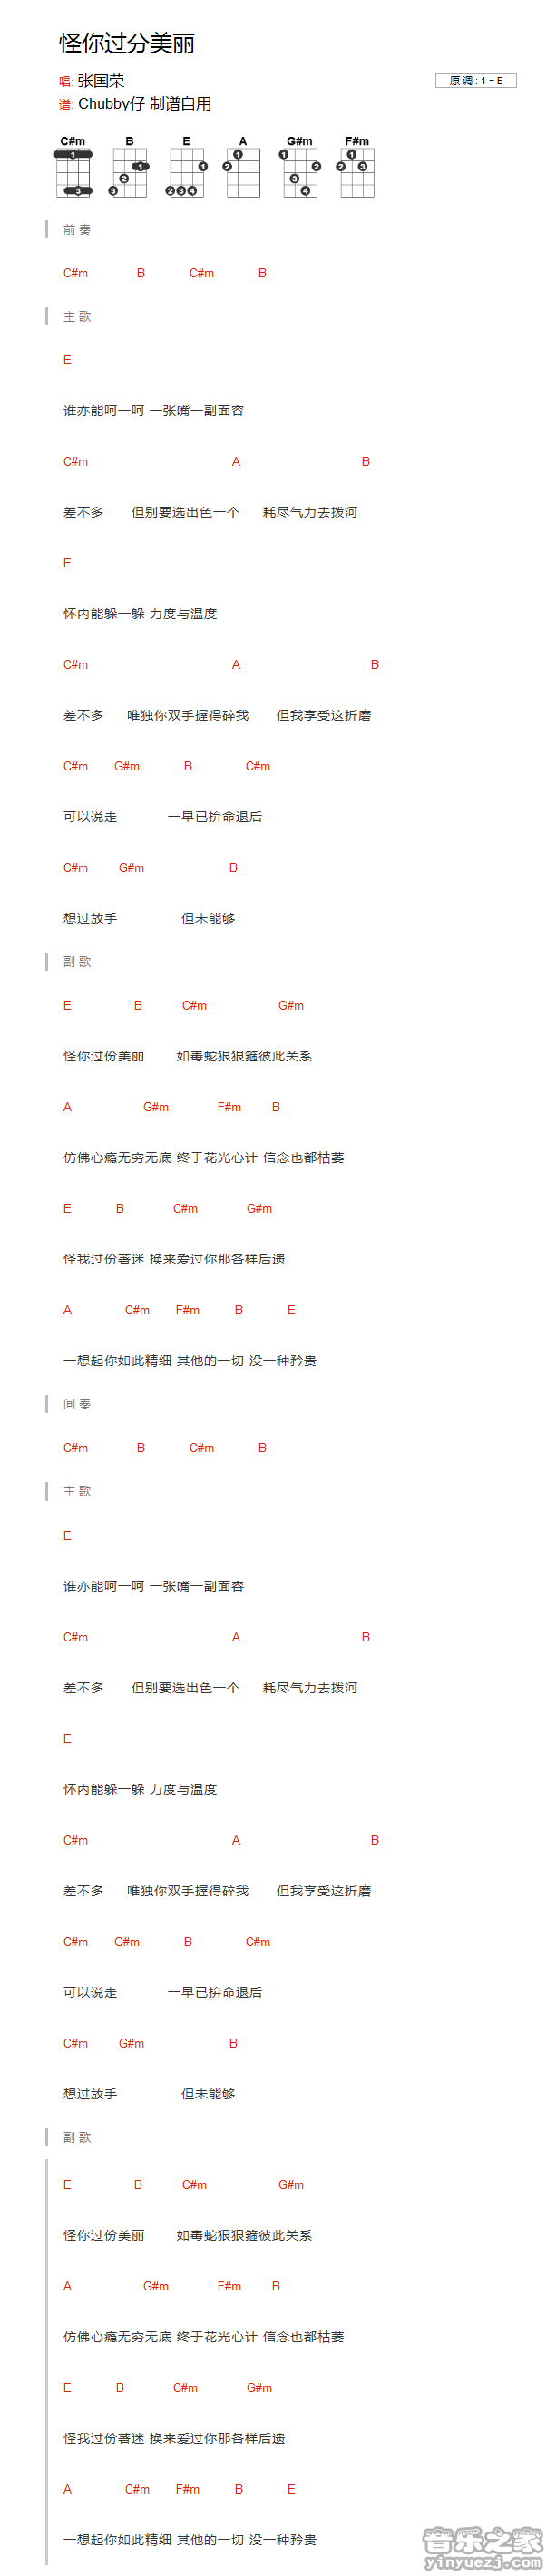 怪你过分美丽
唱: 张国荣
原 调 : 1 = E
谱: Chubby仔 制谱自用
C#m B E A G#m F#m
前 奏
C#m B C#m B
主 歌
E
谁亦能呵一呵 一张嘴一副面容
C#m A B
差不多 但别要选出色一个 耗尽气力去拨河
E
怀内能躲一躲 力度与温度
C#m A B
差不多 唯独你双手握得碎我 但我享受这折磨
C#m G#m B C#m
可以说走 一早已拚命退后
C#m G#m B
想过放手 但未能够
副 歌
E B C#m G#m
怪你过份美丽 如毒蛇狠狠箍彼此关系
A G#m F#m B
仿佛心瘾无穷无底 终于花光心计 信念也都枯萎
E B C#m G#m
怪我过份着迷 换来爱过你那各样后遗
A C#m F#m B E
一想起你如此精细 其他的一切 没一种矜贵
间 奏
C#m B C#m B
主 歌
E
谁亦能呵一呵 一张嘴一副面容
C#m A B
差不多 但别要选出色一个 耗尽气力去拨河
E
怀内能躲一躲 力度与温度
C#m A B
差不多 唯独你双手握得碎我 但我享受这折磨
C#m G#m B C#m
可以说走 一早已拚命退后
C#m G#m B
想过放手 但未能够
副 歌
E B C#m G#m
怪你过份美丽 如毒蛇狠狠箍彼此关系
A G#m F#m B
仿佛心瘾无穷无底 终于花光心计 信念也都枯萎
E B C#m G#m
怪我过份着迷 换来爱过你那各样后遗
A C#m F#m B E
一想起你如此精细 其他的一切 没一种矜贵
音乐之家
yinyuezj.com